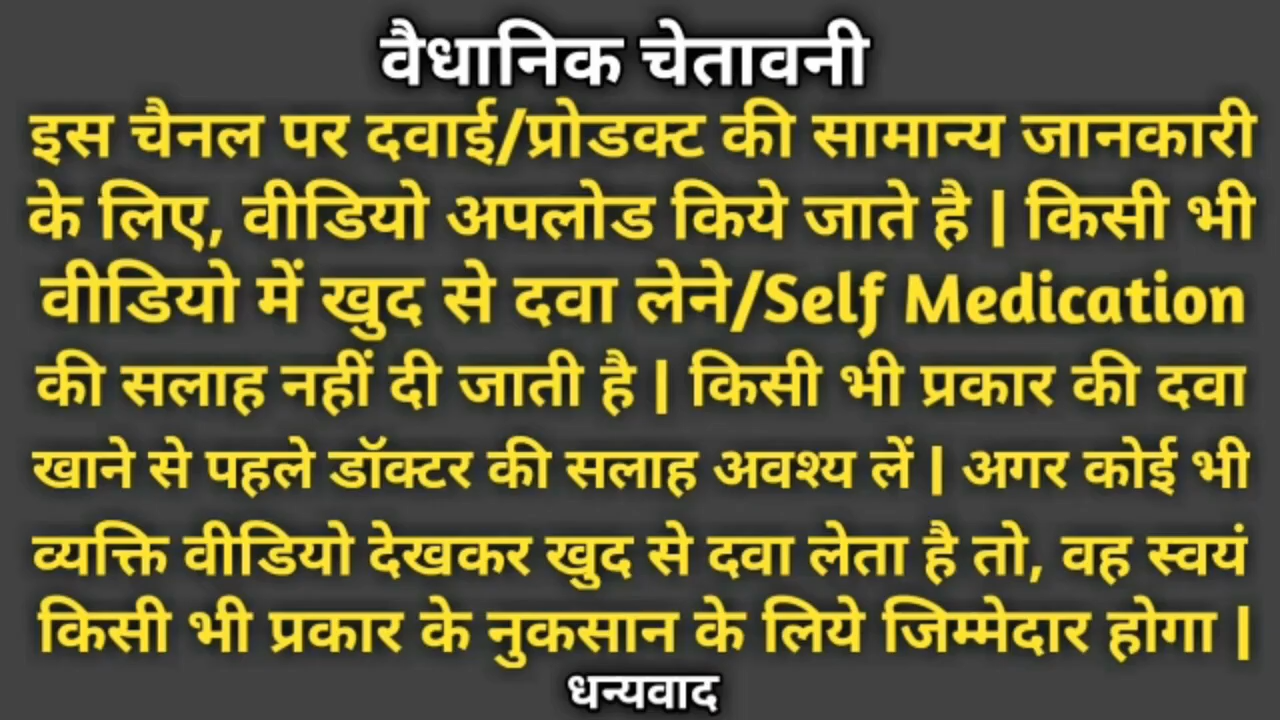 वैधानिक चेतावनी
इस चैनल पर दवाई/प्रोडक्ट की सामान्य जानकारी
के लिए, वीडियो अपलोड किये जाते है | किसी भी
वीडियो में खुद से दवा लेने/Self Medication
की सलाह नहीं दी जाती है | किसी भी प्रकार की दवा
खाने से पहले डॉक्टर की सलाह अवश्य लें | अगर कोई भी
व्यक्ति वीडियो देखकर खुद से दवा लेता है तो, वह स्वयं
किसी भी प्रकार के नुकसान के लिये जिम्मेदार होगा |
धन्यवाद